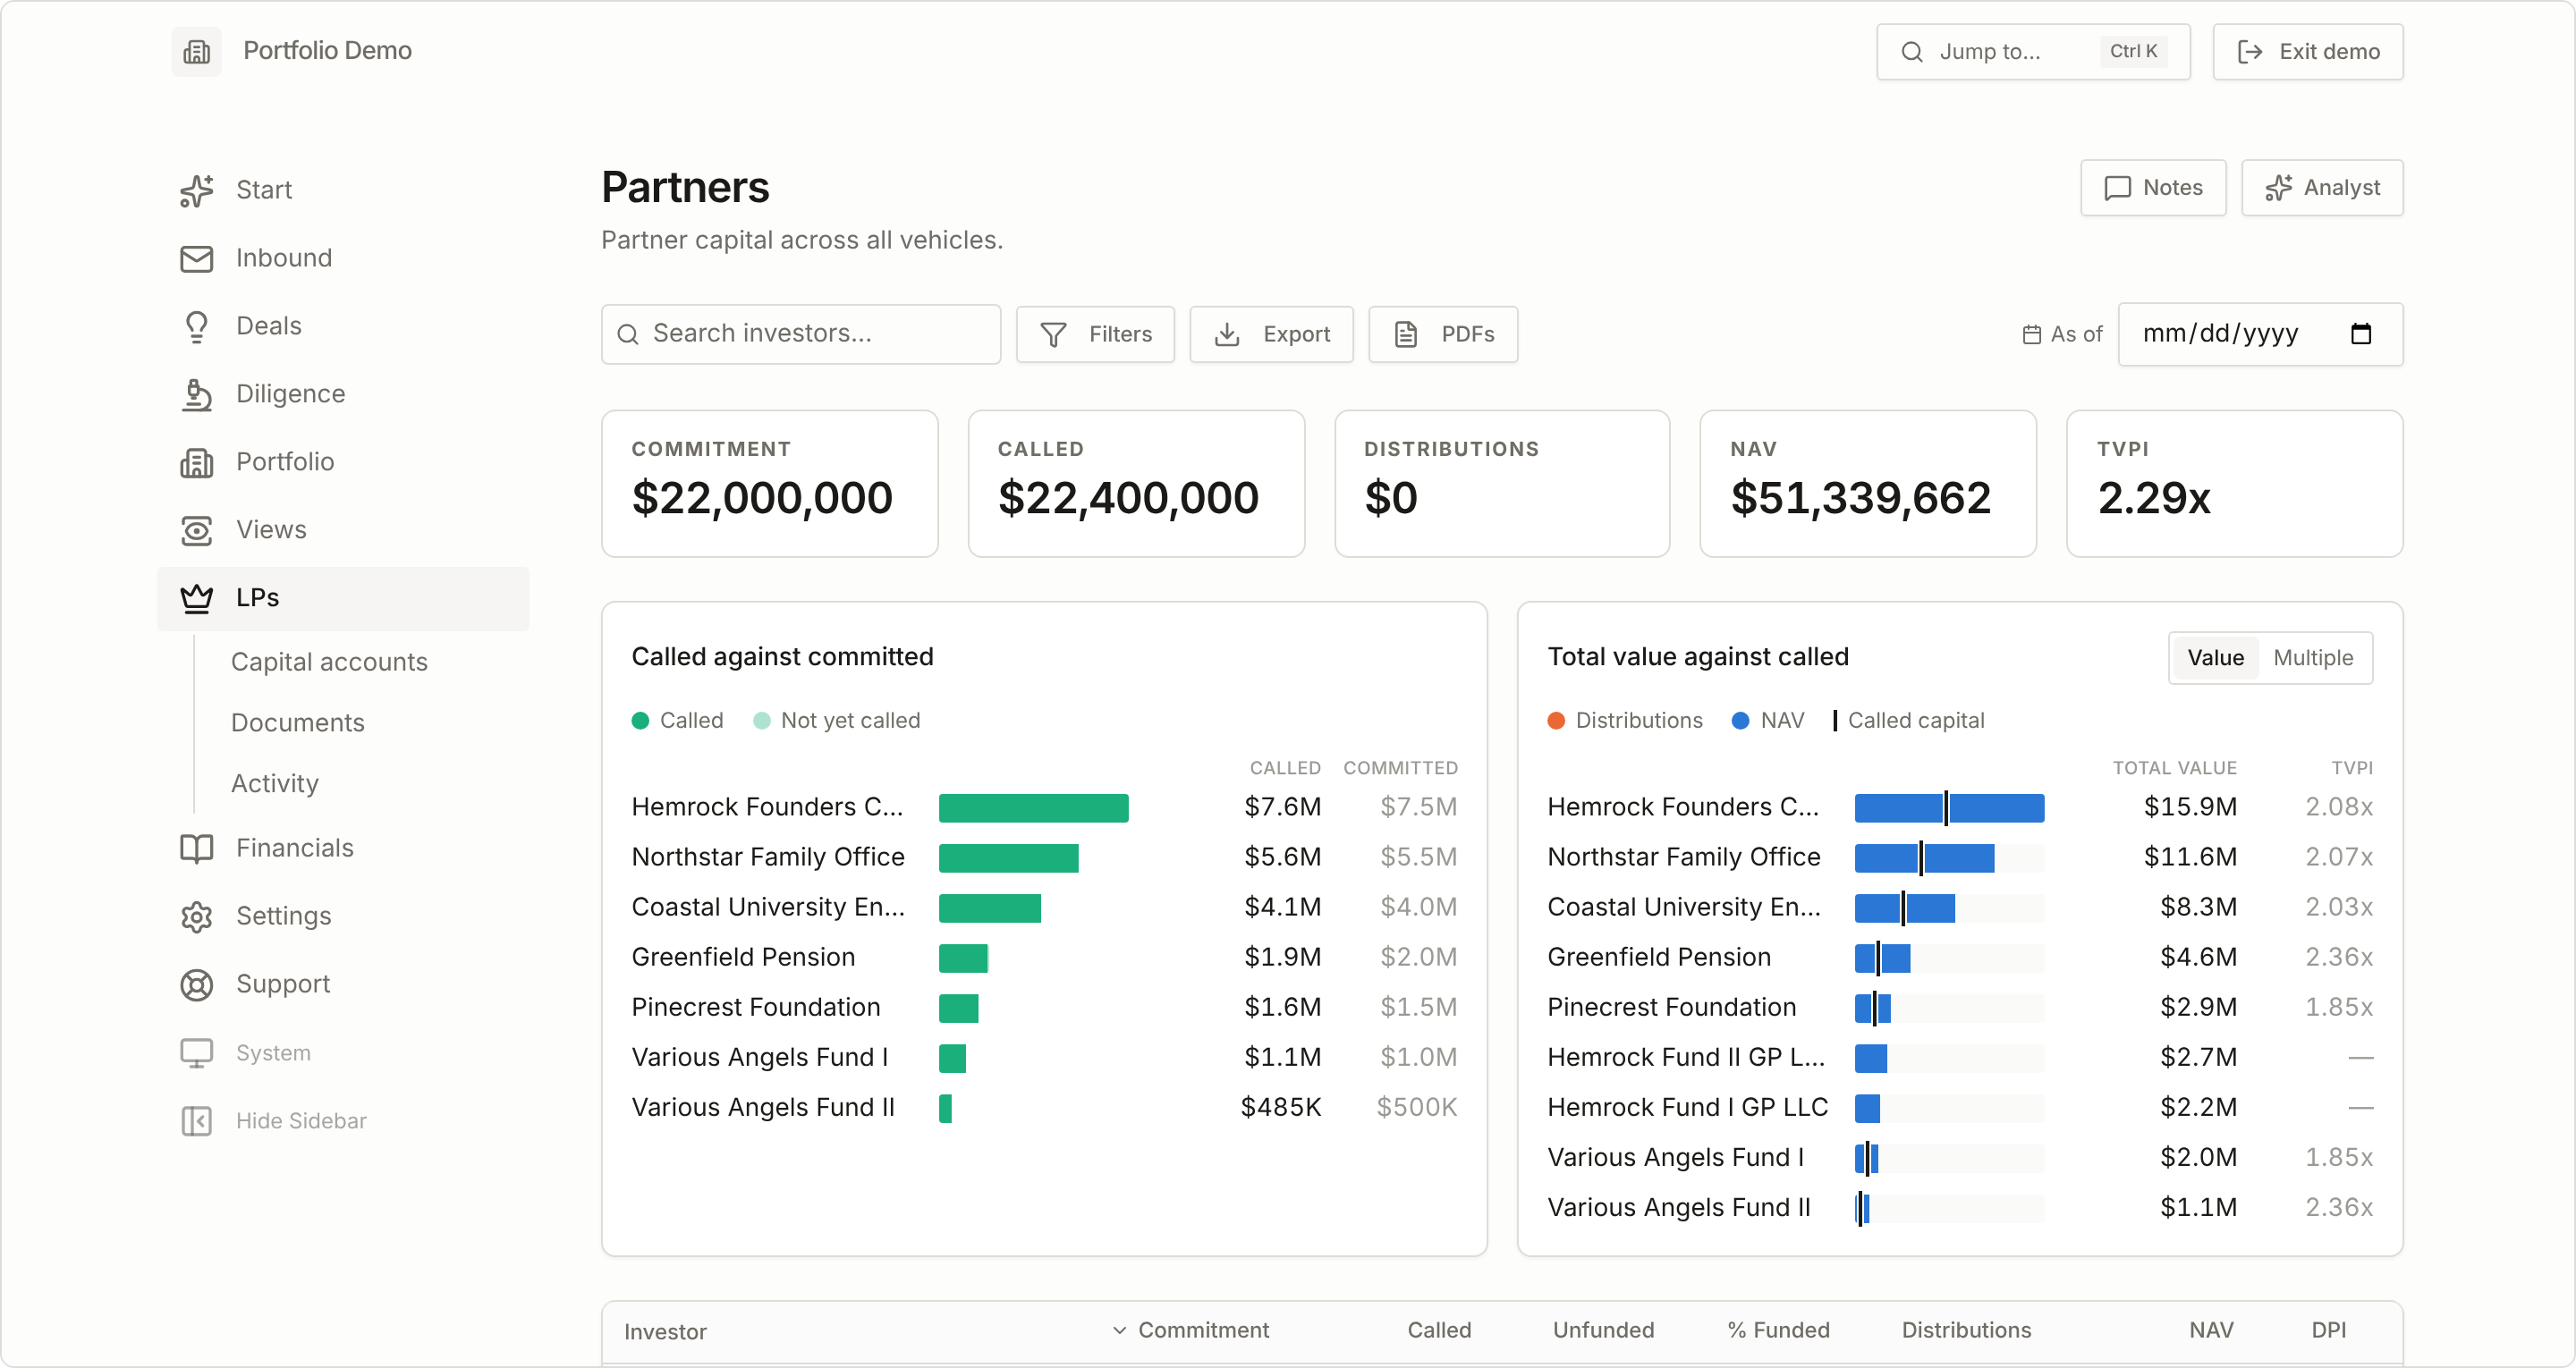 Portfolio Demo
Jump to... Ctrl K
Exit demo
Start
Inbound
Deals
Diligence
Portfolio
Views
LPs
Capital accounts
Documents
Activity
Financials
Settings
Support
System
Hide Sidebar
Partners
Partner capital across all vehicles.
Notes
Analyst
Search investors...
Filters
Export
PDFs
As of
mm/dd/yyyy
COMMITMENT
$22,000,000
CALLED
$22,400,000
DISTRIBUTIONS
$0
NAV
$51,339,662
TVPI
2.29x
Called against committed
Called Not yet called
CALLED COMMITTED
Hemrock Founders C... $7.6M $7.5M
Northstar Family Office $5.6M $5.5M
Coastal University En... $4.1M $4.0M
Greenfield Pension $1.9M $2.0M
Pinecrest Foundation $1.6M $1.5M
Various Angels Fund I $1.1M $1.0M
Various Angels Fund II $485K $500K
Total value against called
Value Multiple
Distributions NAV Called capital
TOTAL VALUE TVPI
Hemrock Founders C... $15.9M 2.08x
Northstar Family Office $11.6M 2.07x
Coastal University En... $8.3M 2.03x
Greenfield Pension $4.6M 2.36x
Pinecrest Foundation $2.9M 1.85x
Hemrock Fund II GP L... $2.7M —
Hemrock Fund I GP LLC $2.2M —
Various Angels Fund I $2.0M 1.85x
Various Angels Fund II $1.1M 2.36x
Investor Commitment Called Unfunded % Funded Distributions NAV DPI